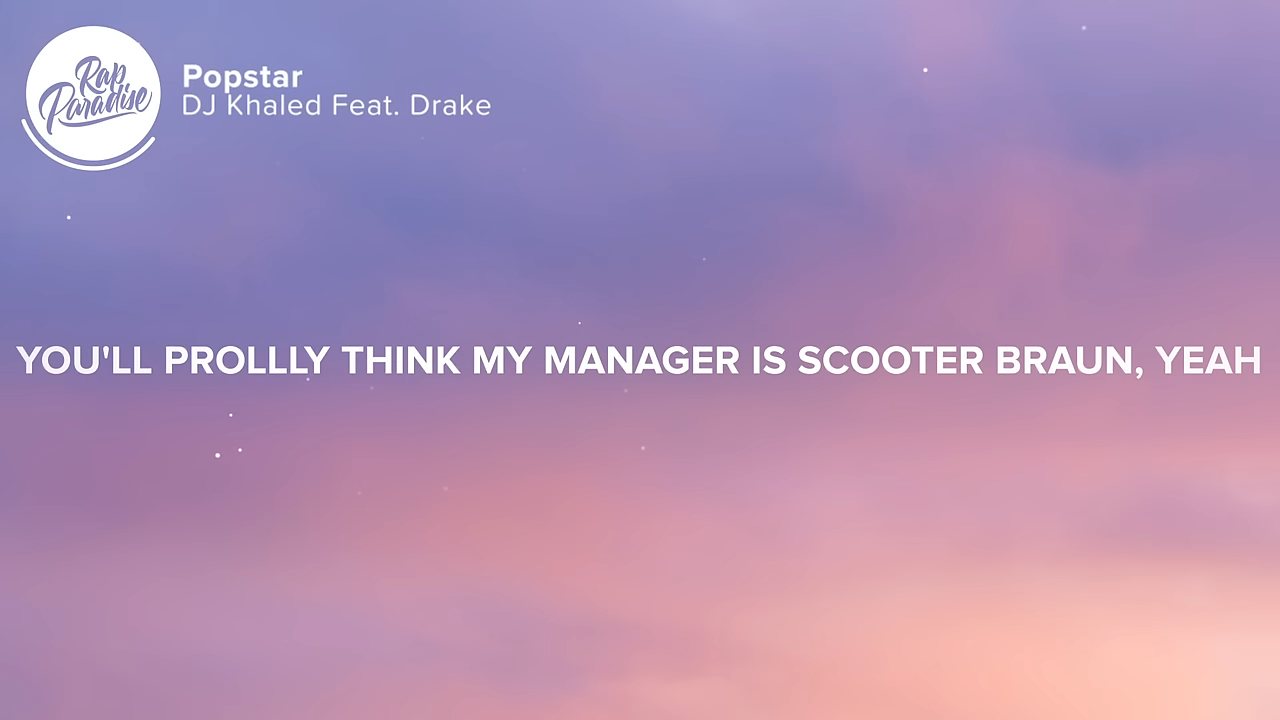 Rap
Paradise
Popstar
DJ Khaled Feat. Drake
YOU'LL PROLLLY THINK MY MANAGER IS SCOOTER BRAUN, YEAH